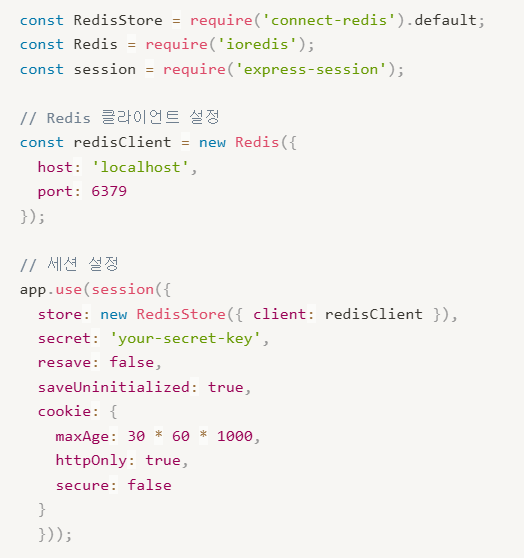 const RedisStore = require('connect-redis').default;
const Redis = require('ioredis');
const session = require('express-session');

// Redis 클라이언트 설정
const redisClient = new Redis({
  host: 'localhost',
  port: 6379
});

// 세션 설정
app.use(session({
  store: new RedisStore({ client: redisClient }),
  secret: 'your-secret-key',
  resave: false,
  saveUninitialized: true,
  cookie: {
    maxAge: 30 * 60 * 1000,
    httpOnly: true,
    secure: false
  }
  }));